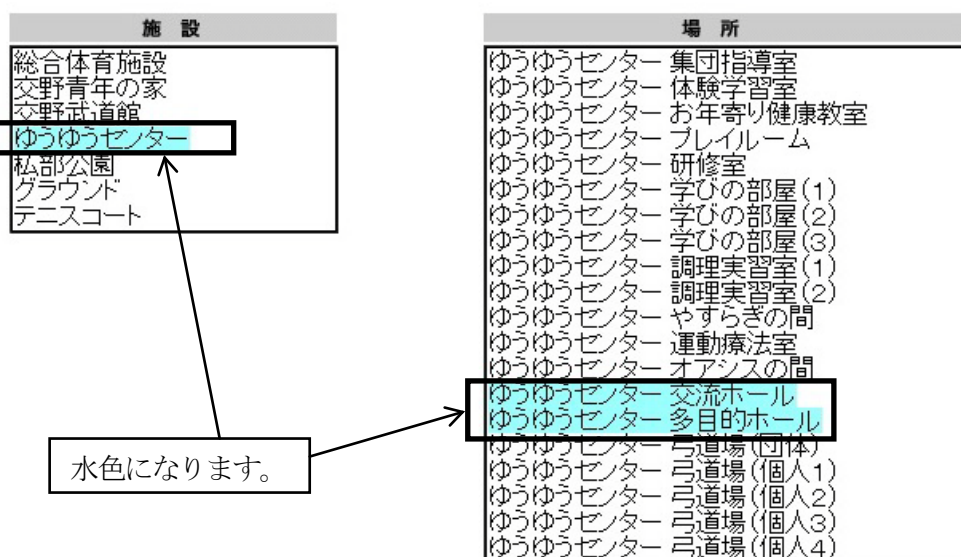 施 設
総合体育施設
交野青年の家
交野武道館
ゆうゆうセンター
私部公園
グラウンド
テニスコート
場 所
ゆうゆうセンター 集団指導室
ゆうゆうセンター 体験学習室
ゆうゆうセンター お年寄り健康教室
ゆうゆうセンター プレイルーム
ゆうゆうセンター 研修室
ゆうゆうセンター 学びの部屋(1)
ゆうゆうセンター 学びの部屋(2)
ゆうゆうセンター 学びの部屋(3)
ゆうゆうセンター 調理実習室(1)
ゆうゆうセンター 調理実習室(2)
ゆうゆうセンター やすらぎの間
ゆうゆうセンター 運動療法室
ゆうゆうセンター オアシスの間
ゆうゆうセンター 交流ホール
ゆうゆうセンター 多目的ホール
ゆうゆうセンター 弓道場(団体)
ゆうゆうセンター 弓道場(個人1)
ゆうゆうセンター 弓道場(個人2)
ゆうゆうセンター 弓道場(個人3)
ゆうゆうセンター 弓道場(個人4)
水色になります。